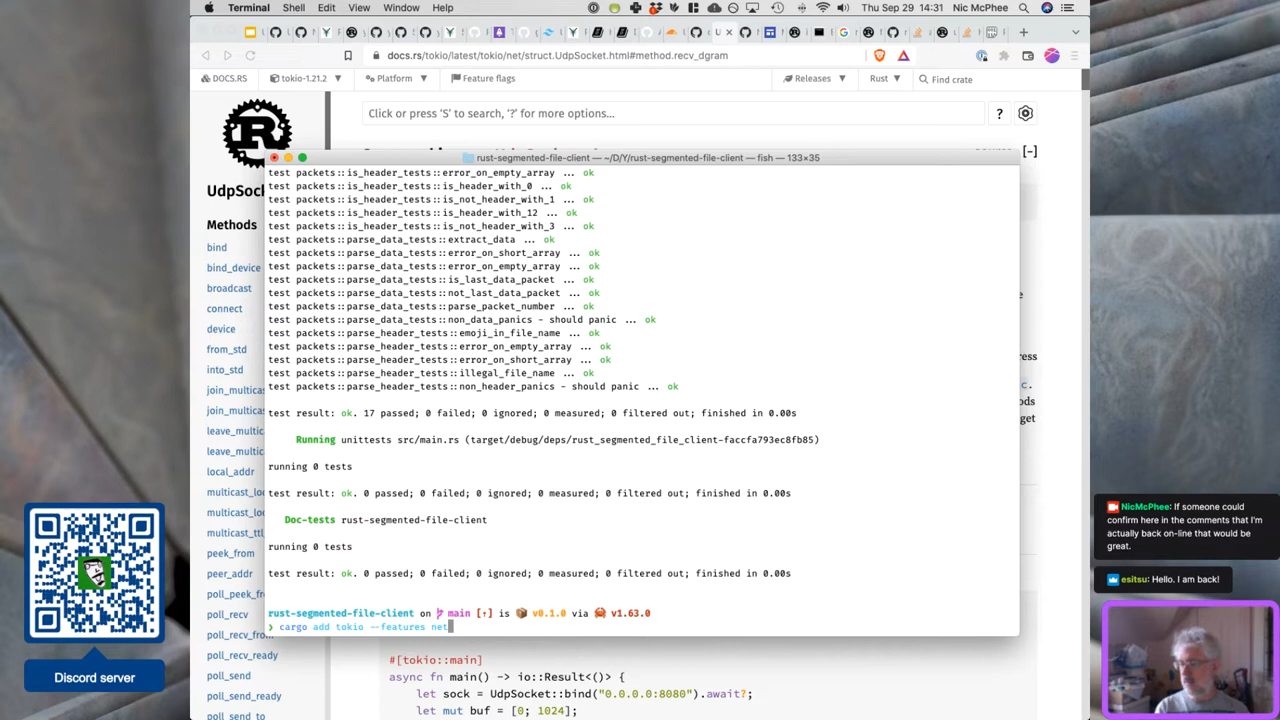 Terminal Shell Edit View Window Help Thu Sep 29 14:31 Nic McPhee
docs.rs/tokio/latest/tokio/net/struct.UdpSocket.html#method.recv_dgram
DOCS.RS tokio-1.21.2 Platform Feature flags Releases Rust Find crate
Click or press 'S' to search, '?' for more options…
?
R
[−]
UdpSoc
Methods
bind
bind_device
broadcast
connect
device
from_std
into_std
join_multic
join_multic
leave_multi
leave_multi
local_addr
multicast_lo
multicast_lo
multicast_ttl
peek_from
peer_addr
poll_peek_f
poll_recv
poll_recv_fro
poll_recv_ready
poll_send
poll_send_ready
poll_send_to
rust-segmented-file-client — ~/D/Y/rust-segmented-file-client — fish — 133×35
test packets::is_header_tests::error_on_empty_array ... ok
test packets::is_header_tests::is_header_with_0 ... ok
test packets::is_header_tests::is_not_header_with_1 ... ok
test packets::is_header_tests::is_header_with_12 ... ok
test packets::is_header_tests::is_not_header_with_3 ... ok
test packets::parse_data_tests::extract_data ... ok
test packets::parse_data_tests::error_on_short_array ... ok
test packets::parse_data_tests::error_on_empty_array ... ok
test packets::parse_data_tests::is_last_data_packet ... ok
test packets::parse_data_tests::not_last_data_packet ... ok
test packets::parse_data_tests::parse_packet_number ... ok
test packets::parse_data_tests::non_data_panics - should panic ... ok
test packets::parse_header_tests::emoji_in_file_name ... ok
test packets::parse_header_tests::error_on_empty_array ... ok
test packets::parse_header_tests::error_on_short_array ... ok
test packets::parse_header_tests::illegal_file_name ... ok
test packets::parse_header_tests::non_header_panics - should panic ... ok
test result: ok. 17 passed; 0 failed; 0 ignored; 0 measured; 0 filtered out; finished in 0.00s
Running unittests src/main.rs (target/debug/deps/rust_segmented_file_client-faccfa793ec8fb85)
running 0 tests
test result: ok. 0 passed; 0 failed; 0 ignored; 0 measured; 0 filtered out; finished in 0.00s
Doc-tests rust-segmented-file-client
running 0 tests
test result: ok. 0 passed; 0 failed; 0 ignored; 0 measured; 0 filtered out; finished in 0.00s
rust-segmented-file-client on main [↑] is v0.1.0 via v1.63.0
❯ cargo add tokio --features net
ress
c.
ods
get
#[tokio::main]
async fn main() -> io::Result<()> {
let sock = UdpSocket::bind("0.0.0.0:8080").await?;
let mut buf = [0; 1024];
Discord server
NicMcPhee: If someone could
confirm here in the comments that I'm
actually back on-line that would be
great.
esitsu: Hello. I am back!